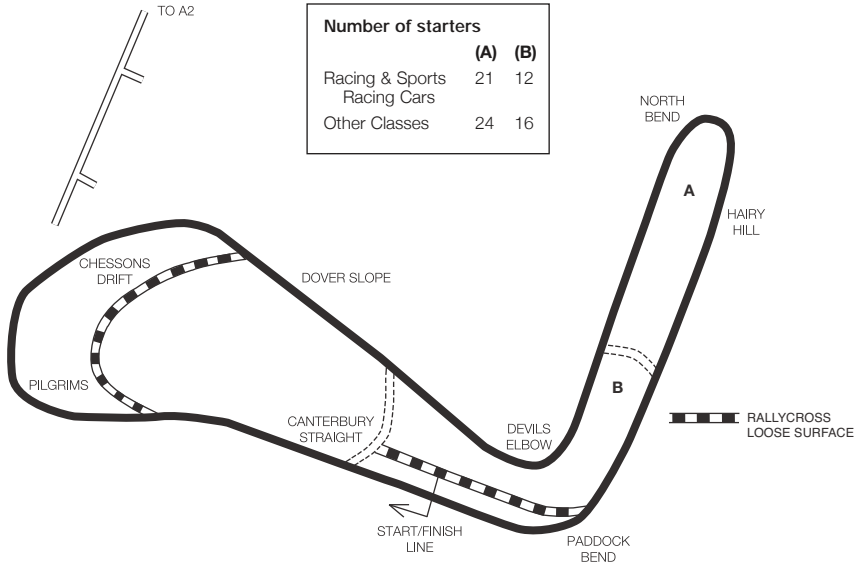 TO A2
Number of starters
(A) (B)
Racing & Sports 21 12
Racing Cars
Other Classes 24 16
NORTH
BEND
A
HAIRY
HILL
CHESSONS
DRIFT
DOVER SLOPE
PILGRIMS
B
CANTERBURY
STRAIGHT
DEVILS
ELBOW
RALLYCROSS
LOOSE SURFACE
START/FINISH
LINE
PADDOCK
BEND